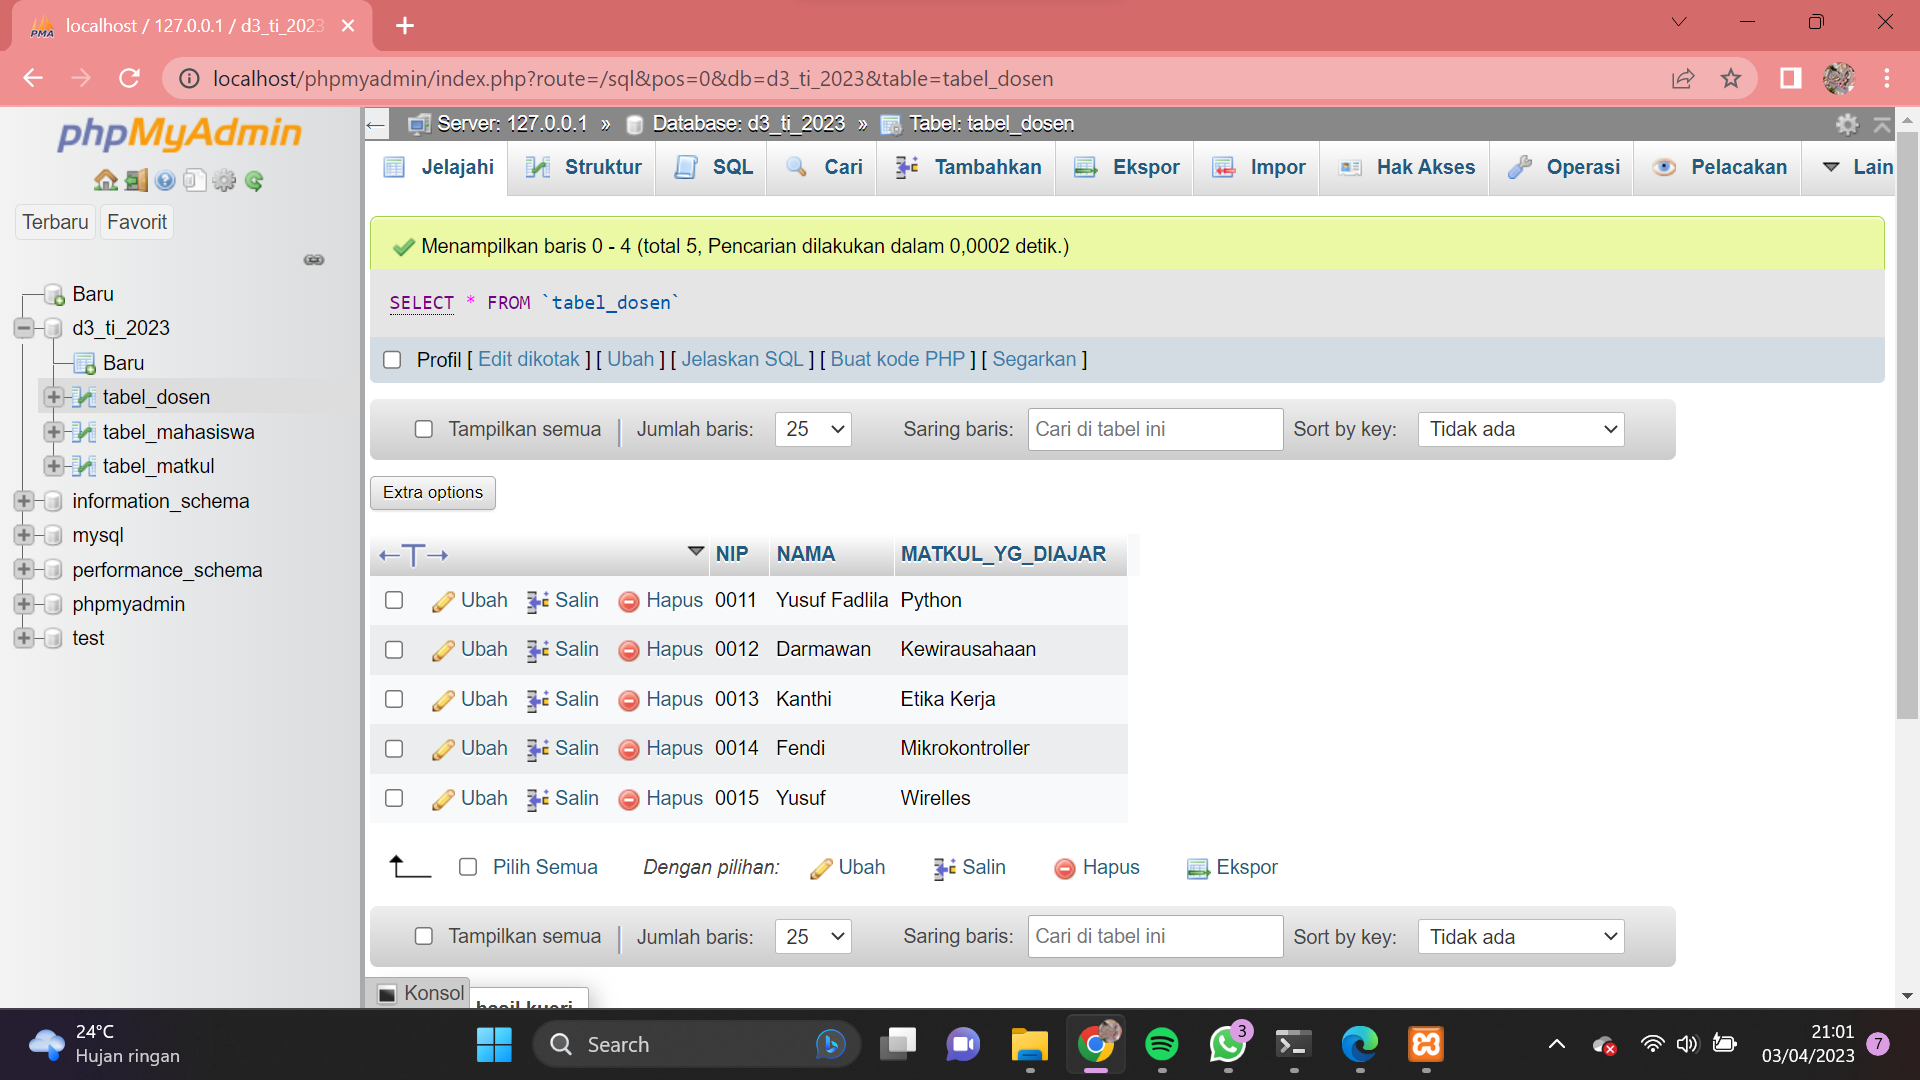 localhost / 127.0.0.1 / d3_ti_2023
localhost/phpmyadmin/index.php?route=/sql&pos=0&db=d3_ti_2023&table=tabel_dosen
phpMyAdmin
Terbaru Favorit
Baru
d3_ti_2023
Baru
tabel_dosen
tabel_mahasiswa
tabel_matkul
information_schema
mysql
performance_schema
phpmyadmin
test
Server: 127.0.0.1 » Database: d3_ti_2023 » Tabel: tabel_dosen
Jelajahi Struktur SQL Cari Tambahkan Ekspor Impor Hak Akses Operasi Pelacakan Lain
Menampilkan baris 0 - 4 (total 5, Pencarian dilakukan dalam 0,0002 detik.)
SELECT * FROM `tabel_dosen`
Profil [ Edit dikotak ] [ Ubah ] [ Jelaskan SQL ] [ Buat kode PHP ] [ Segarkan ]
Tampilkan semua | Jumlah baris: 25 Saring baris: Cari di tabel ini Sort by key: Tidak ada
Extra options
←T→ NIP NAMA MATKUL_YG_DIAJAR
Ubah Salin Hapus 0011 Yusuf Fadlila Python
Ubah Salin Hapus 0012 Darmawan Kewirausahaan
Ubah Salin Hapus 0013 Kanthi Etika Kerja
Ubah Salin Hapus 0014 Fendi Mikrokontroller
Ubah Salin Hapus 0015 Yusuf Wirelles
Pilih Semua Dengan pilihan: Ubah Salin Hapus Ekspor
Tampilkan semua | Jumlah baris: 25 Saring baris: Cari di tabel ini Sort by key: Tidak ada
Konsol
hasil kueri
24°C
Hujan ringan
Search
3
21:01
03/04/2023
7